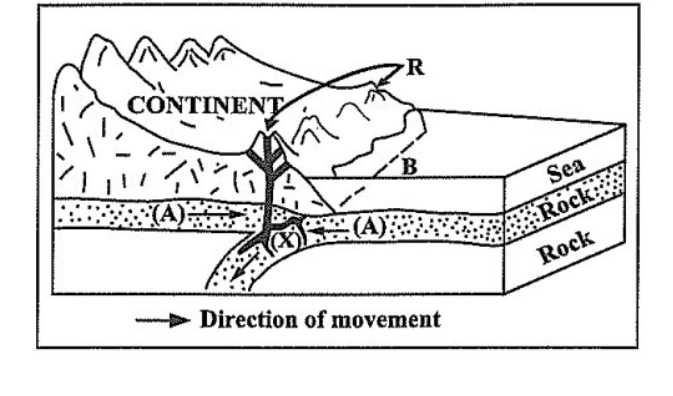 R
CONTINENT
B
Sea
Rock
(A)
(A)
(X)
Rock
Direction of movement